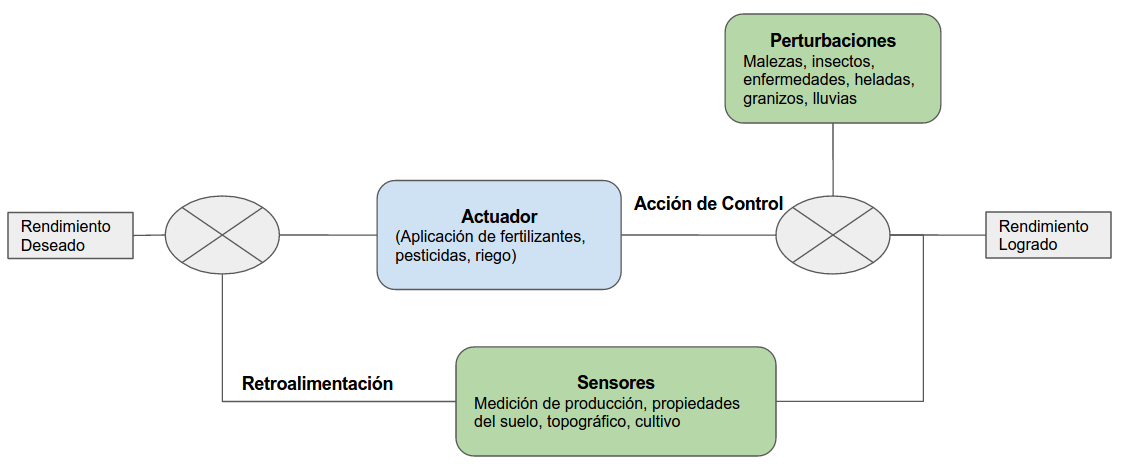 Perturbaciones
Malezas, insectos,
enfermedades, heladas,
granizos, lluvias
Rendimiento
Deseado
Actuador
(Aplicación de fertilizantes,
pesticidas, riego)
Acción de Control
Rendimiento
Logrado
Retroalimentación
Sensores
Medición de producción, propiedades
del suelo, topográfico, cultivo